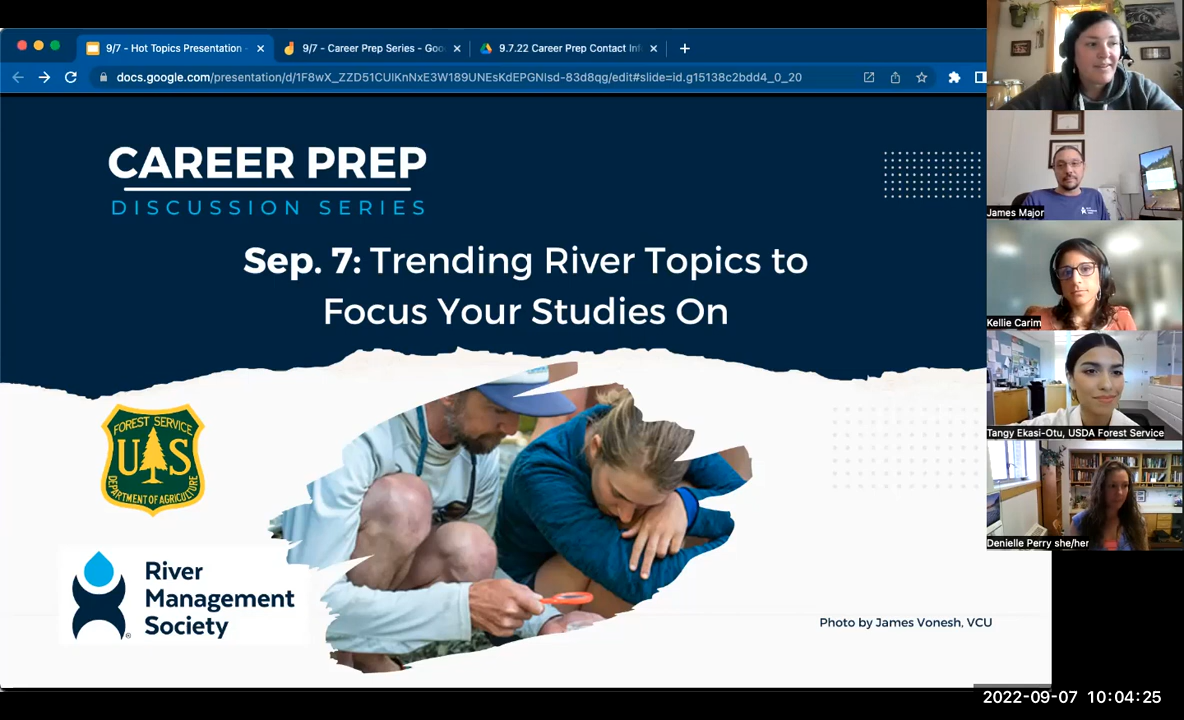 9/7 - Hot Topics Presentation -
9/7 - Career Prep Series - Goo
9.7.22 Career Prep Contact In
docs.google.com/presentation/d/1F8wX_ZZD51CUIKnNxE3W189UNEsKdEPGNIsd-83d8qg/edit#slide=id.g15138c2bdd4_0_20
CAREER PREP
DISCUSSION SERIES
Sep. 7: Trending River Topics to
Focus Your Studies On
FOREST SERVICE
U S
DEPARTMENT OF AGRICULTURE
River
Management
Society
®
Photo by James Vonesh, VCU
James Major
Kellie Carim
Tangy Ekasi-Otu, USDA Forest Service
Denielle Perry she/her
2022-09-07 10:04:25